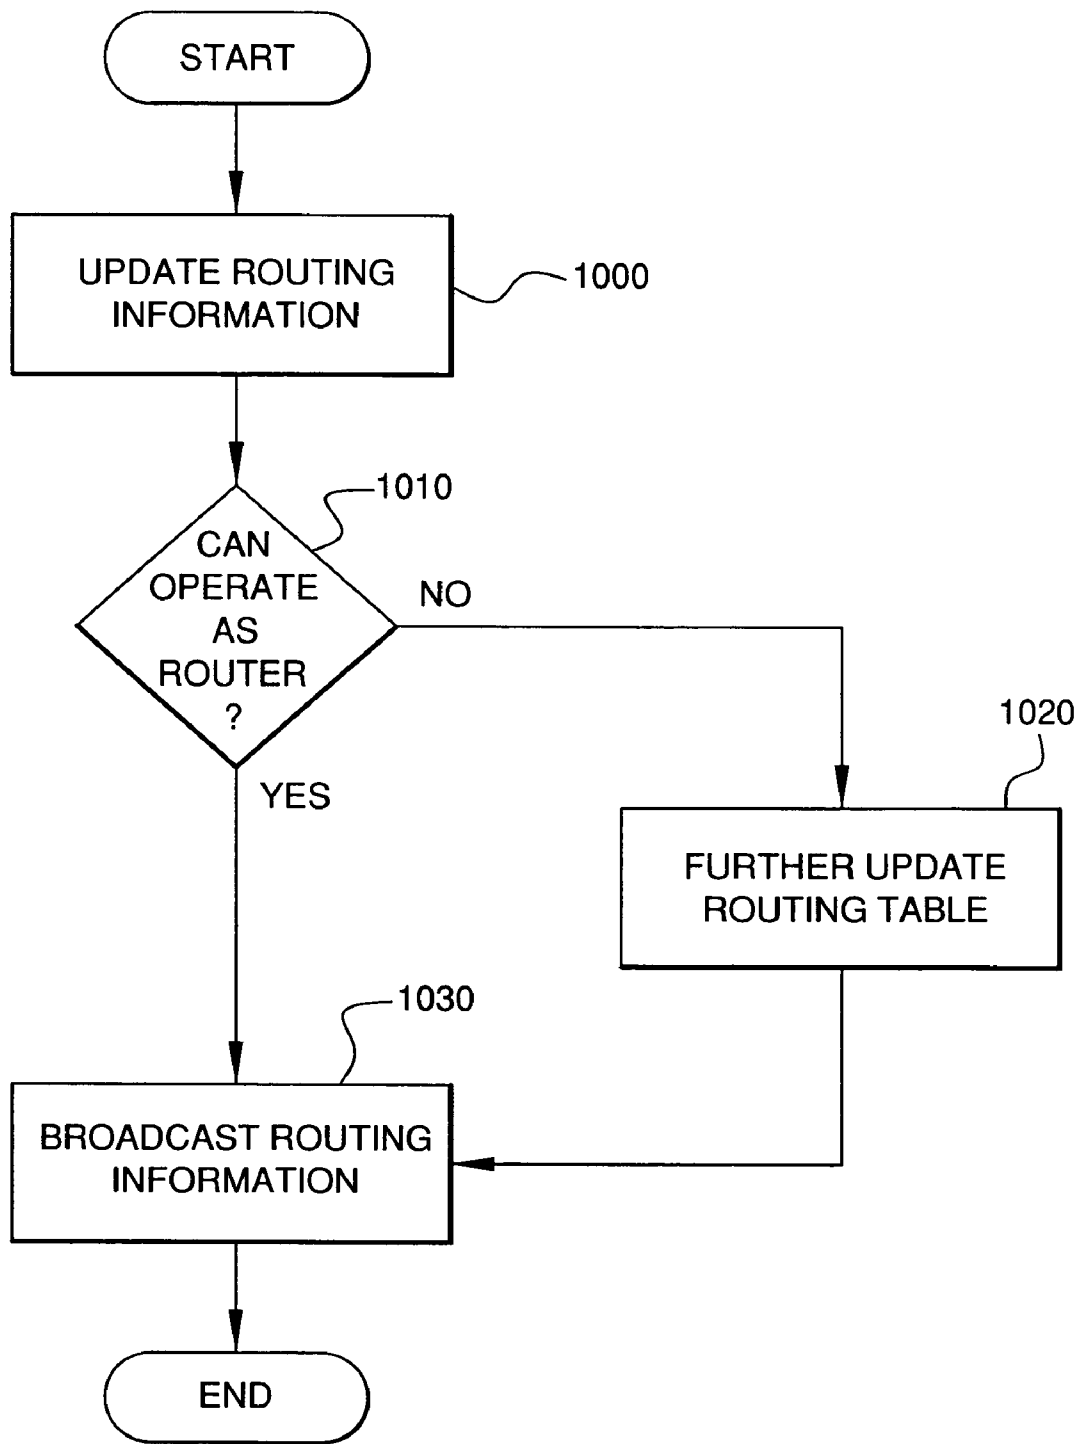 START
UPDATE ROUTING
INFORMATION
1000
1010
CAN
OPERATE
AS
ROUTER
?
NO
YES
1020
FURTHER UPDATE
ROUTING TABLE
1030
BROADCAST ROUTING
INFORMATION
END